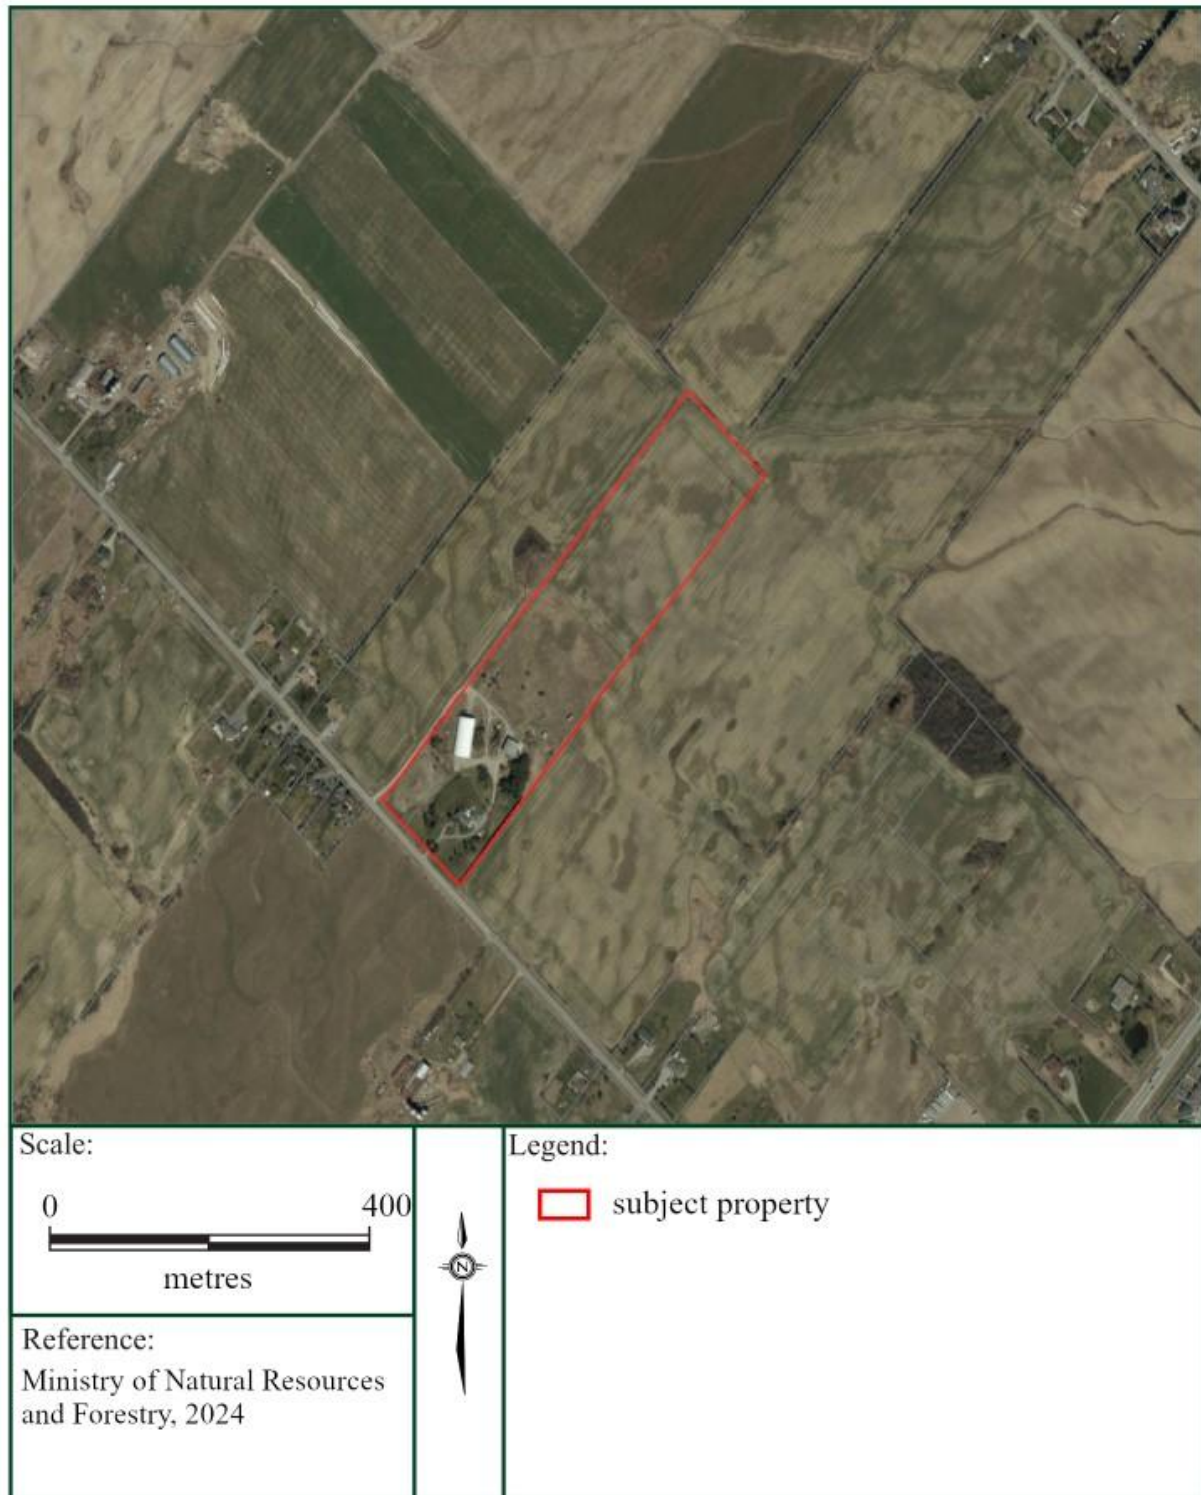 Scale:
0 400
metres
Reference:
Ministry of Natural Resources
and Forestry, 2024
N
Legend:
subject property